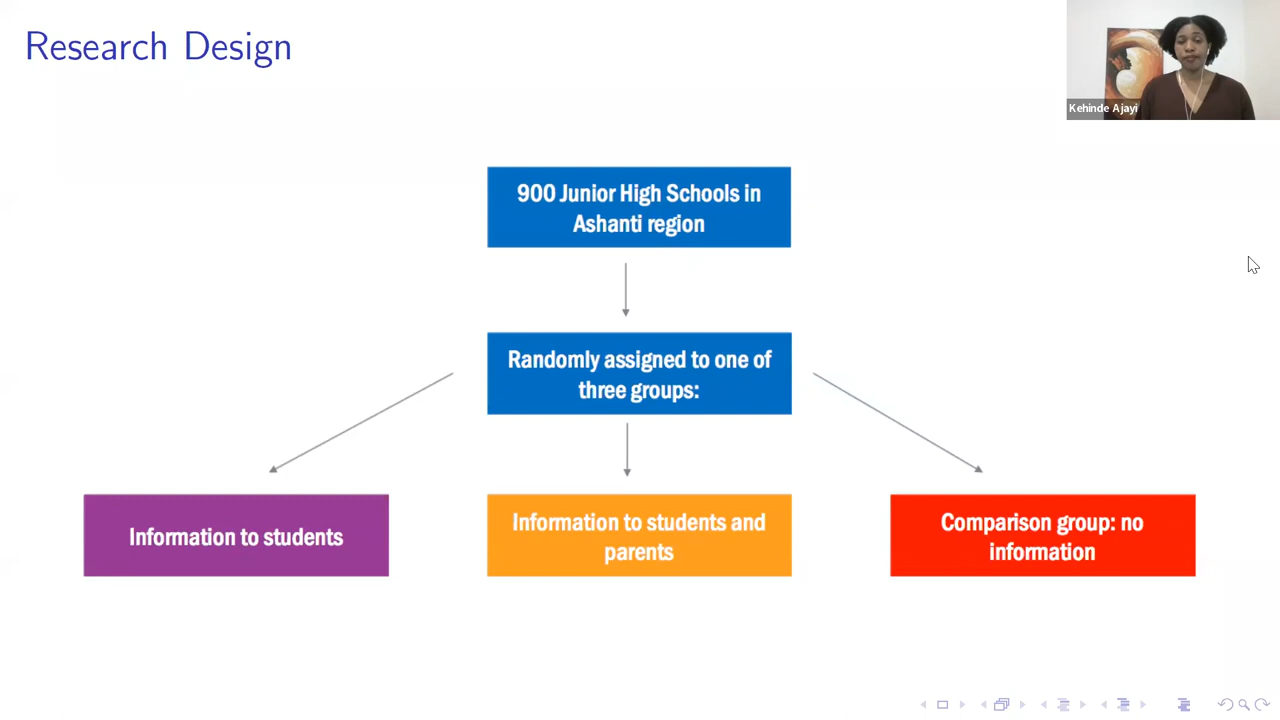 Research Design
Kehinde Ajayi
900 Junior High Schools in
Ashanti region
Randomly assigned to one of
three groups:
Information to students
Information to students and
parents
Comparison group: no
information